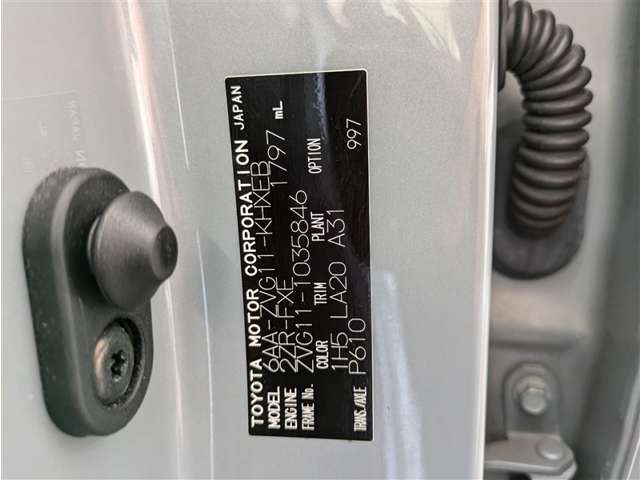 TOYOTA MOTOR CORPORATION JAPAN
MODEL 6AA-ZVG11-KHXEB
ENGINE 2ZR-FXE 1797 mL
FRAME No. ZVG11-1035846
COLOR TRIM PLANT OPTION
1H5 LA20 A31 997
TRANS/AXLE P610